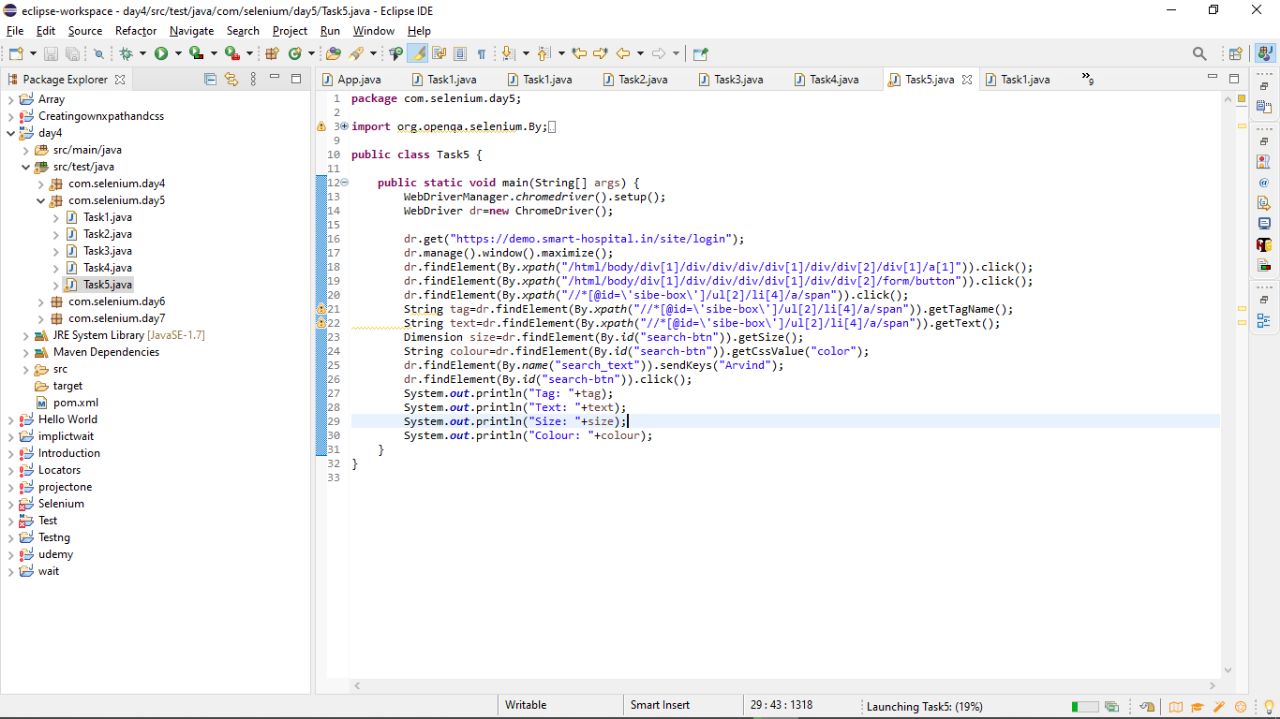 eclipse-workspace - day4/src/test/java/com/selenium/day5/Task5.java - Eclipse IDE
File Edit Source Refactor Navigate Search Project Run Window Help
Package Explorer
App.java Task1.java Task1.java Task2.java Task3.java Task4.java Task5.java Task1.java »9
Array
Creatingownxpathandcss
day4
src/main/java
src/test/java
com.selenium.day4
com.selenium.day5
Task1.java
Task2.java
Task3.java
Task4.java
Task5.java
com.selenium.day6
com.selenium.day7
JRE System Library [JavaSE-1.7]
Maven Dependencies
src
target
pom.xml
Hello World
implictwait
Introduction
Locators
projectone
Selenium
Test
Testng
udemy
wait
1 package com.selenium.day5;
2
3 import org.openqa.selenium.By;
9
10 public class Task5 {
11
12 public static void main(String[] args) {
13 WebDriverManager.chromedriver().setup();
14 WebDriver dr=new ChromeDriver();
15
16 dr.get("https://demo.smart-hospital.in/site/login");
17 dr.manage().window().maximize();
18 dr.findElement(By.xpath("/html/body/div[1]/div/div/div/div[1]/div/div[2]/div[1]/a[1]")).click();
19 dr.findElement(By.xpath("/html/body/div[1]/div/div/div/div[1]/div/div[2]/form/button")).click();
20 dr.findElement(By.xpath("//*[@id=\'sibe-box\']/ul[2]/li[4]/a/span")).click();
21 String tag=dr.findElement(By.xpath("//*[@id=\'sibe-box\']/ul[2]/li[4]/a/span")).getTagName();
22 String text=dr.findElement(By.xpath("//*[@id=\'sibe-box\']/ul[2]/li[4]/a/span")).getText();
23 Dimension size=dr.findElement(By.id("search-btn")).getSize();
24 String colour=dr.findElement(By.id("search-btn")).getCssValue("color");
25 dr.findElement(By.name("search_text")).sendKeys("Arvind");
26 dr.findElement(By.id("search-btn")).click();
27 System.out.println("Tag: "+tag);
28 System.out.println("Text: "+text);
29 System.out.println("Size: "+size);
30 System.out.println("Colour: "+colour);
31 }
32 }
33
Writable Smart Insert 29 : 43 : 1318 Launching Task5: (19%)